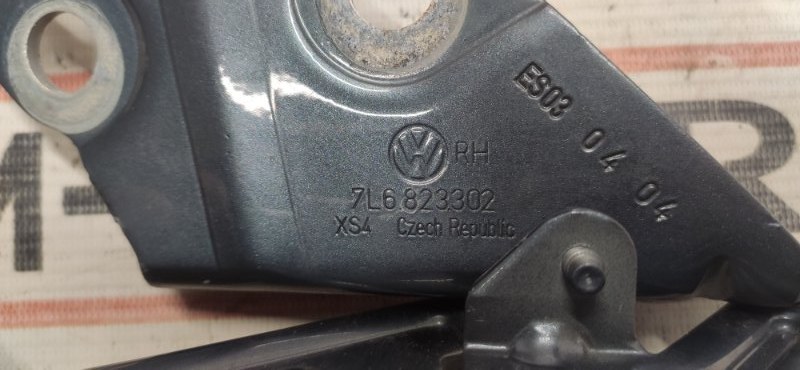 RH
7L6 823302
XS4 Czech Republic
ES03 04 04
M-
R